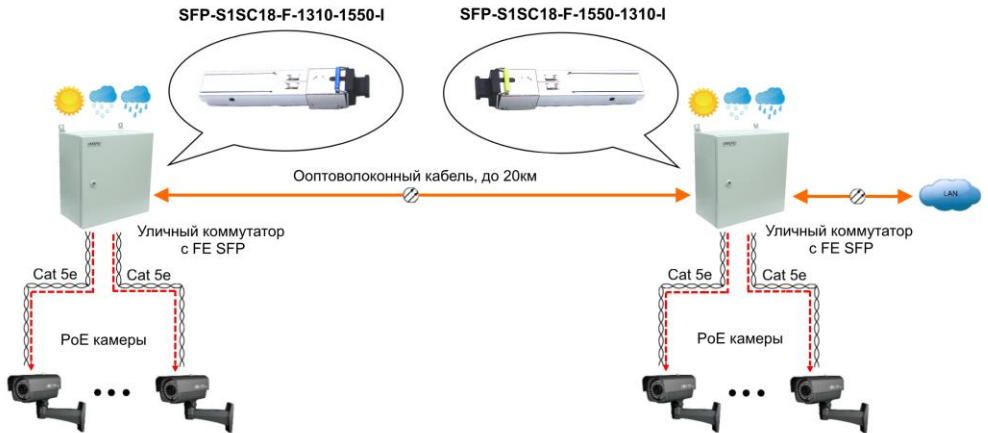 SFP-S1SC18-F-1310-1550-I
SFP-S1SC18-F-1550-1310-I
Ооптоволоконный кабель, до 20км
LAN
Уличный коммутатор
с FE SFP
Уличный коммутатор
с FE SFP
Cat 5e
Cat 5e
Cat 5e
Cat 5e
PoE камеры
PoE камеры